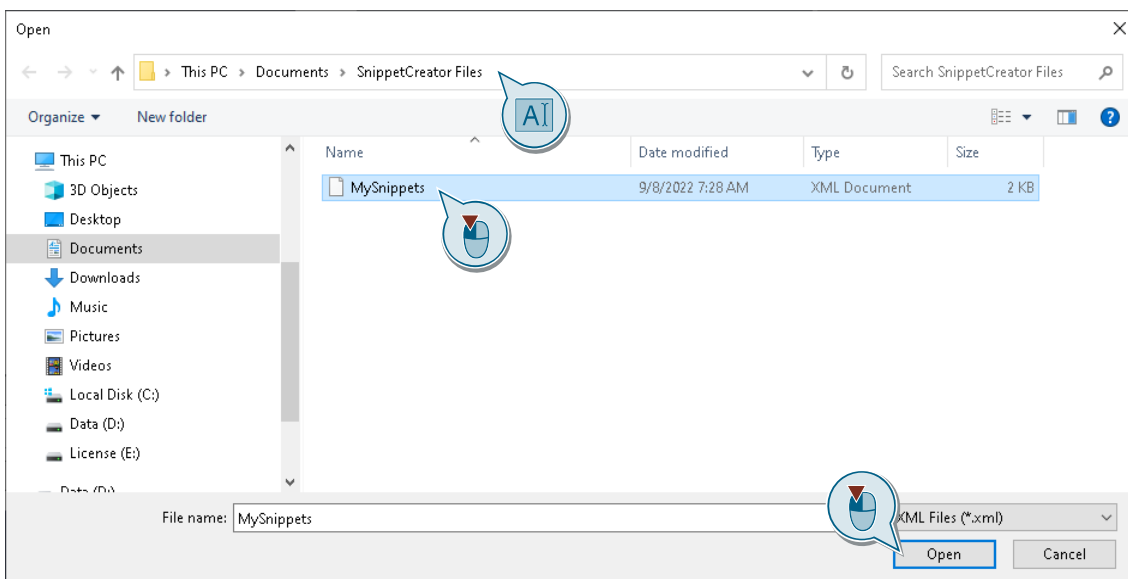 Open
This PC > Documents > SnippetCreator Files
Search SnippetCreator Files
Organize
New folder
Name
Date modified
Type
Size
This PC
3D Objects
Desktop
Documents
Downloads
Music
Pictures
Videos
Local Disk (C:)
Data (D:)
License (E:)
Data (D:)
MySnippets
9/8/2022 7:28 AM
XML Document
2 KB
A
File name:
MySnippets
XML Files (*.xml)
Open
Cancel